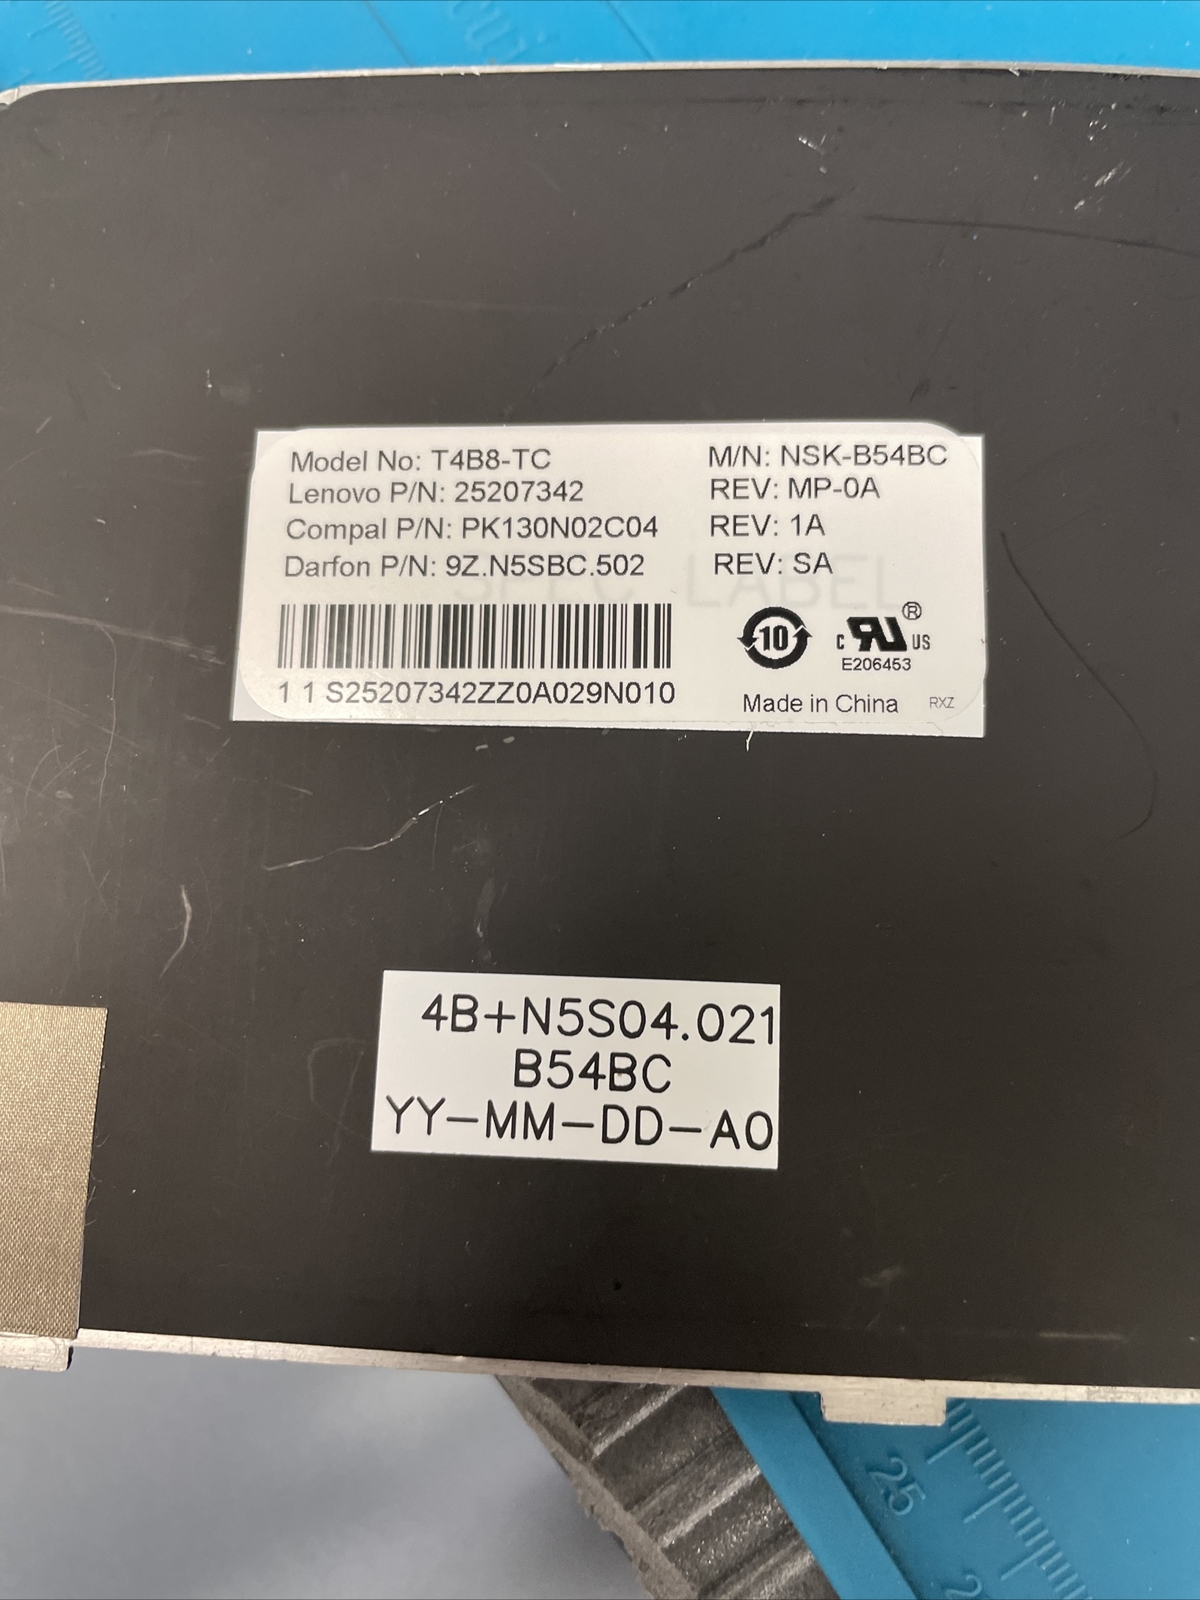 Model No: T4B8-TC M/N: NSK-B54BC
Lenovo P/N: 25207342 REV: MP-0A
Compal P/N: PK130N02C04 REV: 1A
Darfon P/N: 9Z.N5SBC.502 REV: SA
SPEC LABEL
10
c RU ® US
E206453
1 1 S25207342ZZ0A029N010
Made in China RXZ
4B+N5S04.021
B54BC
YY-MM-DD-A0
25